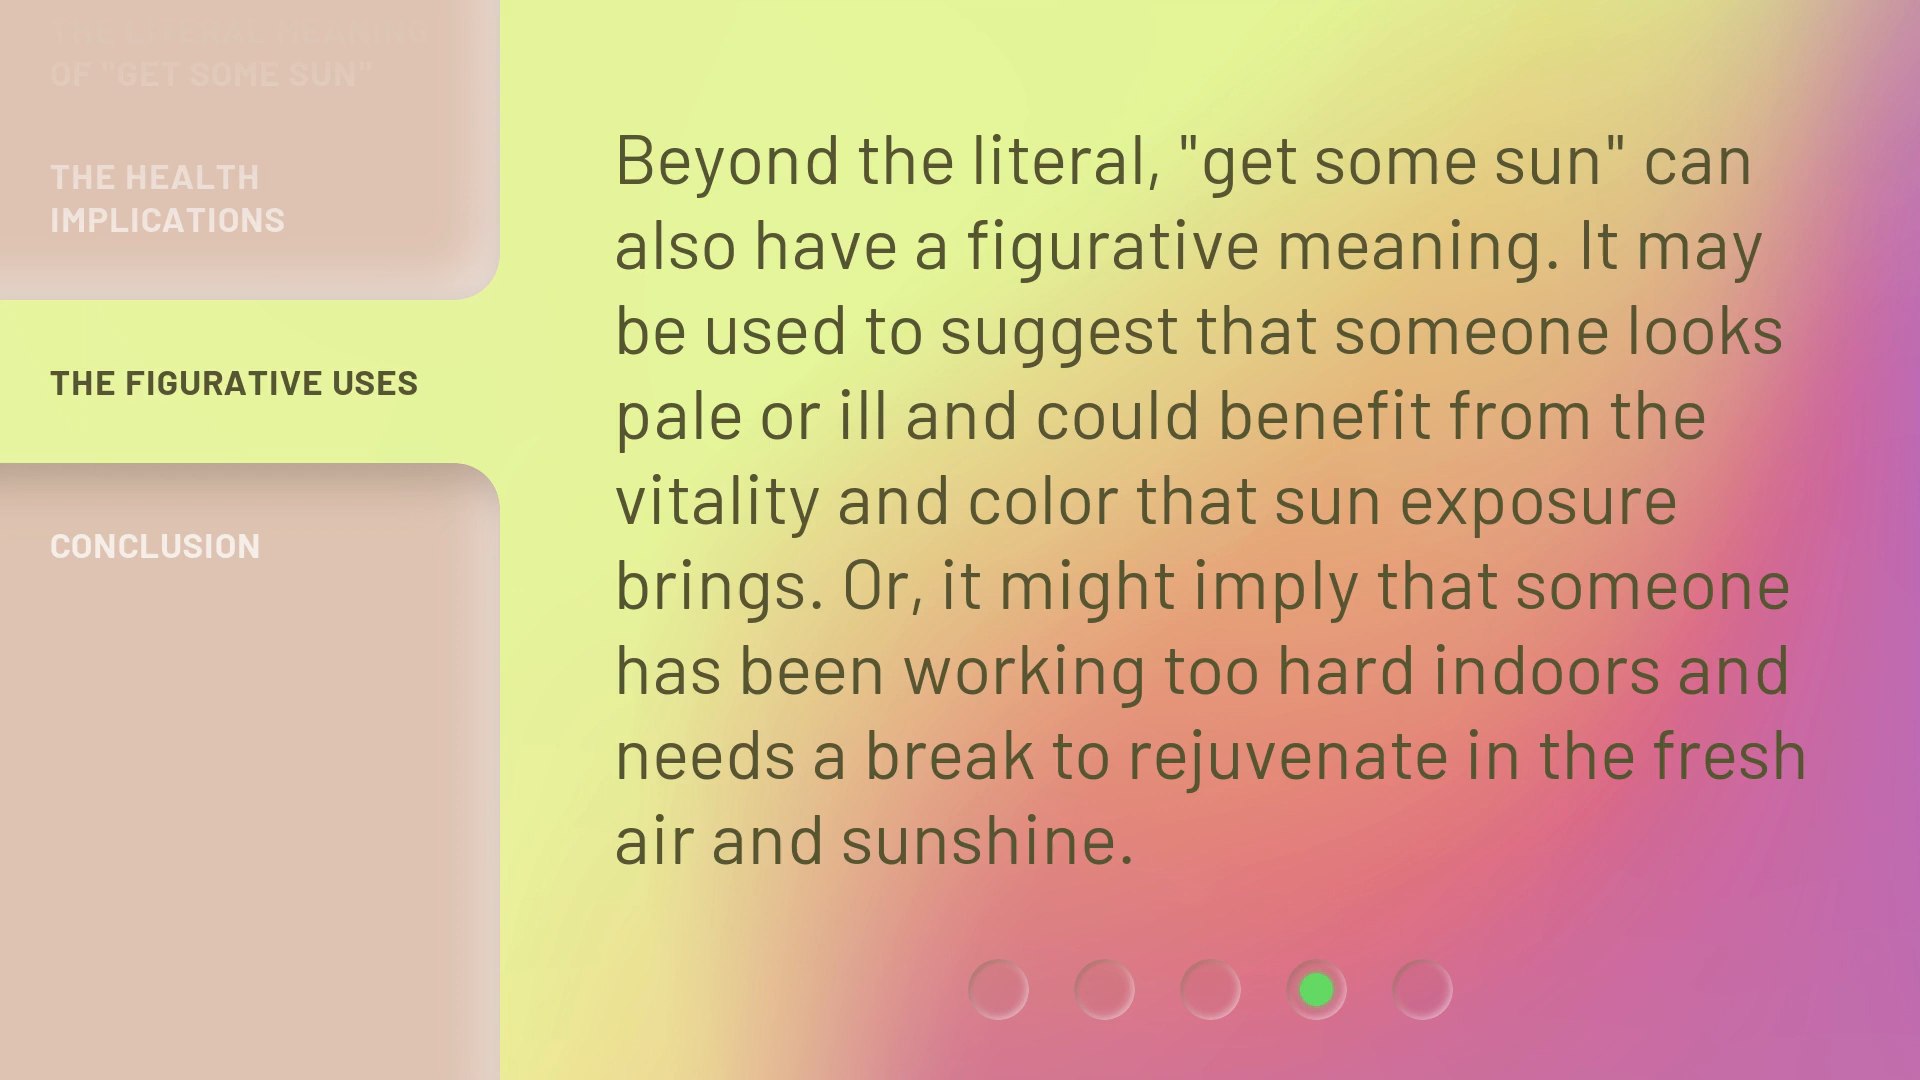 THE LITERAL MEANING
OF "GET SOME SUN"
THE HEALTH
IMPLICATIONS
THE FIGURATIVE USES
CONCLUSION
Beyond the literal, "get some sun" can
also have a figurative meaning. It may
be used to suggest that someone looks
pale or ill and could benefit from the
vitality and color that sun exposure
brings. Or, it might imply that someone
has been working too hard indoors and
needs a break to rejuvenate in the fresh
air and sunshine.